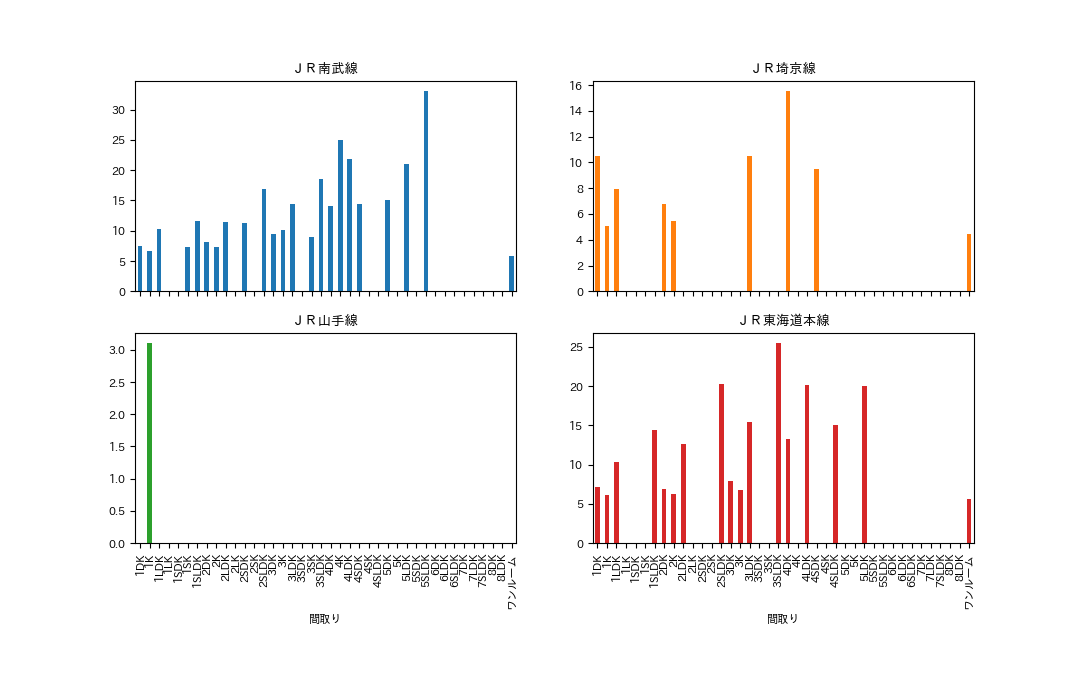 ＪＲ南武線
30
25
20
15
10
5
0
ＪＲ埼京線
16
14
12
10
8
6
4
2
0
ＪＲ山手線
3.0
2.5
2.0
1.5
1.0
0.5
0.0
1DK
1K
1LDK
1LK
1SDK
1SK
1SLDK
2DK
2K
2LDK
2LK
2SDK
2SK
2SLDK
3DK
3K
3LDK
3SDK
3SK
3SLDK
4DK
4K
4LDK
4SDK
4SK
4SLDK
5DK
5K
5LDK
5SDK
5SLDK
6DK
6LDK
6SLDK
7DK
7LDK
7SLDK
8DK
8LDK
ワンルーム
間取り
ＪＲ東海道本線
25
20
15
10
5
0
1DK
1K
1LDK
1LK
1SDK
1SK
1SLDK
2DK
2K
2LDK
2LK
2SDK
2SK
2SLDK
3DK
3K
3LDK
3SDK
3SK
3SLDK
4DK
4K
4LDK
4SDK
4SK
4SLDK
5DK
5K
5LDK
5SDK
5SLDK
6DK
6LDK
6SLDK
7DK
7LDK
7SLDK
8DK
8LDK
ワンルーム
間取り